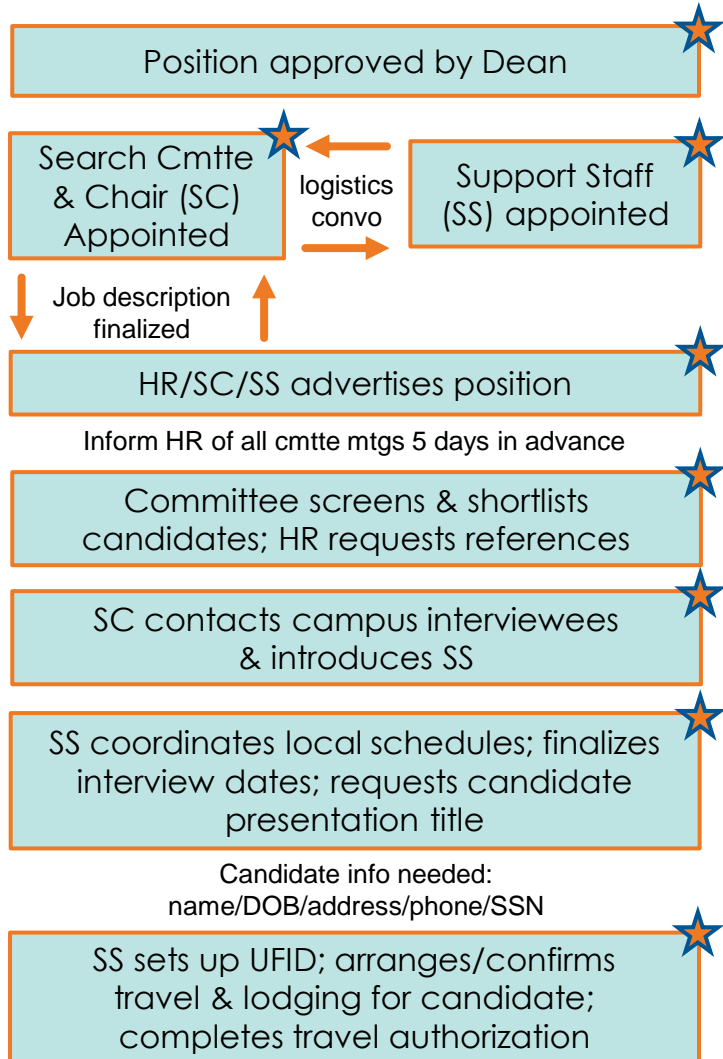 Position approved by Dean
Search Cmtte
& Chair (SC)
Appointed
logistics
convo
Support Staff
(SS) appointed
Job description
finalized
HR/SC/SS advertises position
Inform HR of all cmtte mtgs 5 days in advance
Committee screens & shortlists
candidates; HR requests references
SC contacts campus interviewees
& introduces SS
SS coordinates local schedules; finalizes
interview dates; requests candidate
presentation title
Candidate info needed:
name/DOB/address/phone/SSN
SS sets up UFID; arranges/confirms
travel & lodging for candidate;
completes travel authorization